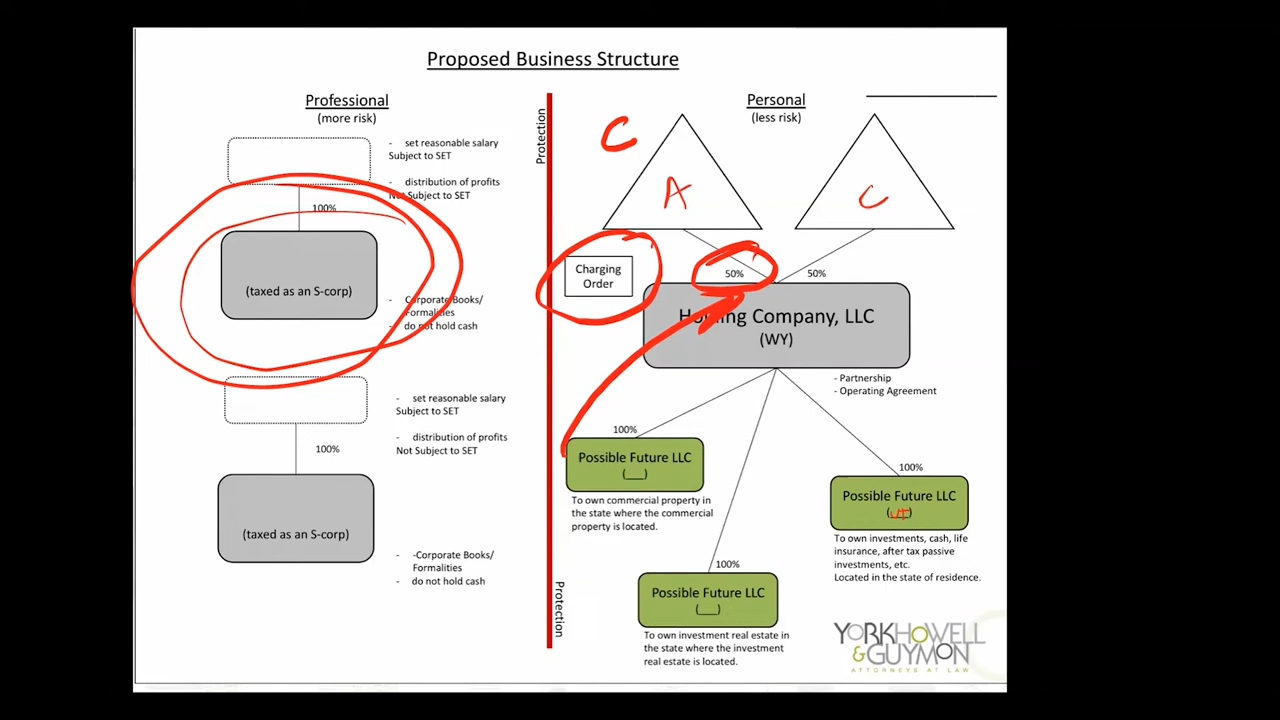 Proposed Business Structure
Professional
(more risk)
- set reasonable salary
Subject to SET
- distribution of profits
Not Subject to SET
100%
(taxed as an S-corp)
- Corporate Books/
Formalities
- do not hold cash
- set reasonable salary
Subject to SET
- distribution of profits
Not Subject to SET
100%
(taxed as an S-corp)
- -Corporate Books/
Formalities
- do not hold cash
Protection
Protection
Personal
(less risk)
C
A
C
Charging
Order
50%
50%
Holding Company, LLC
(WY)
- Partnership
- Operating Agreement
100%
Possible Future LLC
(___)
To own commercial property in
the state where the commercial
property is located.
100%
Possible Future LLC
(___)
To own investment real estate in
the state where the investment
real estate is located.
100%
Possible Future LLC
(UT)
To own investments, cash, life
insurance, after tax passive
investments, etc.
Located in the state of residence.
YORK HOWELL
& GUYMON
ATTORNEYS AT LAW